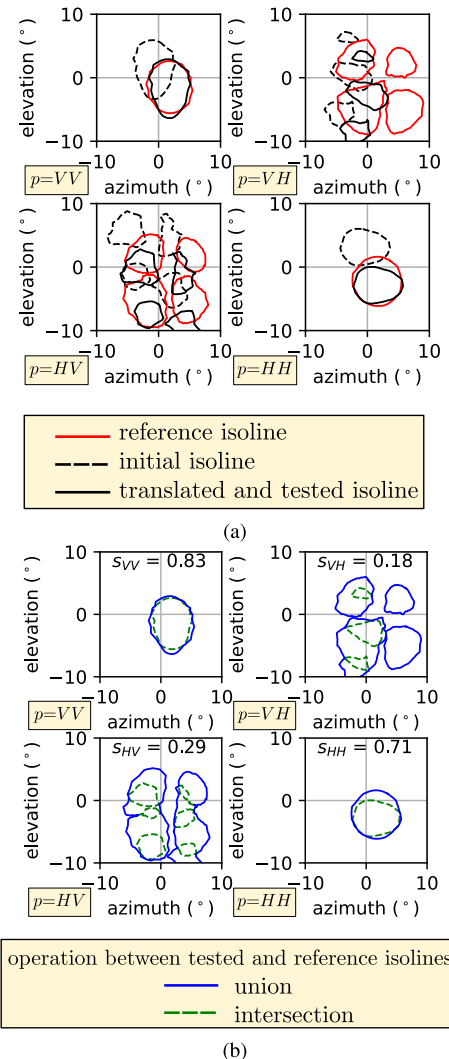 10
0
−10
elevation (°)
−10 0 10
azimuth (°)
p=VV
10
0
−10
elevation (°)
−10 0 10
azimuth (°)
p=VH
10
0
−10
elevation (°)
−10 0 10
azimuth (°)
p=HV
10
0
−10
elevation (°)
−10 0 10
azimuth (°)
p=HH
reference isoline
initial isoline
translated and tested isoline
(a)
s_VV = 0.83
10
0
−10
elevation (°)
−10 0 10
azimuth (°)
p=VV
s_VH = 0.18
10
0
−10
elevation (°)
−10 0 10
azimuth (°)
p=VH
s_HV = 0.29
10
0
−10
elevation (°)
−10 0 10
azimuth (°)
p=HV
s_HH = 0.71
10
0
−10
elevation (°)
−10 0 10
azimuth (°)
p=HH
operation between tested and reference isolines
union
intersection
(b)